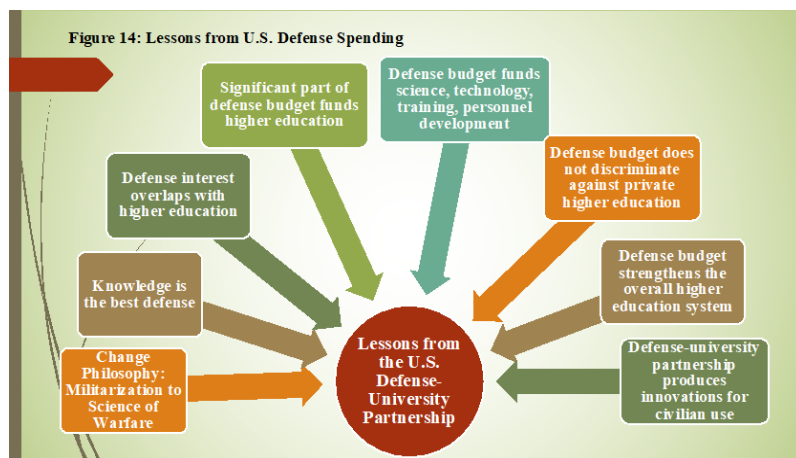 Figure 14: Lessons from U.S. Defense Spending
Significant part of
defense budget funds
higher education
Defense budget funds
science, technology,
training, personnel
development
Defense interest
overlaps with
higher education
Defense budget does
not discriminate
against private
higher education
Knowledge is
the best defense
Defense budget
strengthens the
overall higher
education system
Change
Philosophy:
Militarization to
Science of
Warfare
Lessons from
the U.S.
Defense-
University
Partnership
Defense-university
partnership
produces
innovations for
civilian use